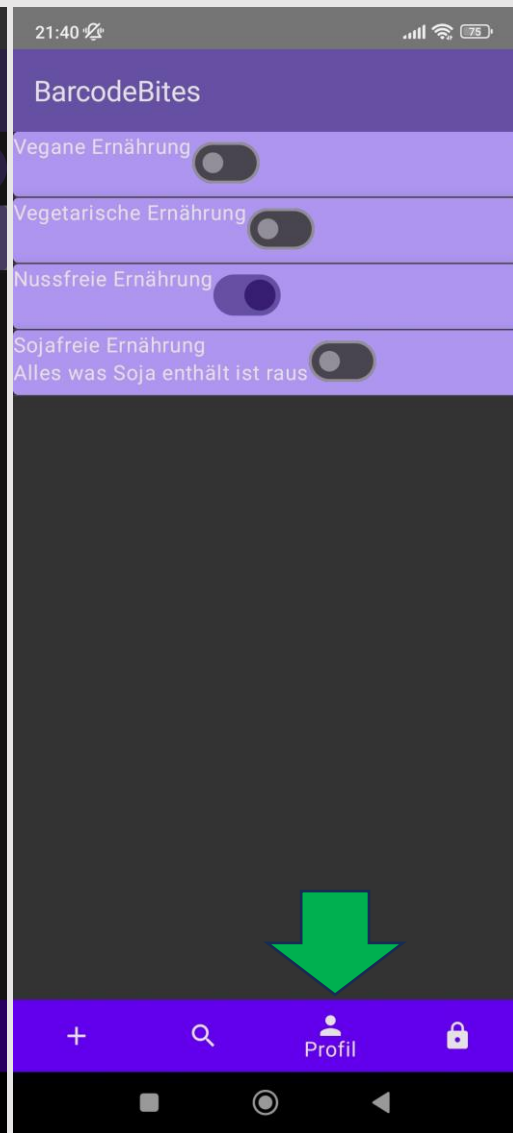 21:40
75
BarcodeBites
Vegane Ernährung
Vegetarische Ernährung
Nussfreie Ernährung
Sojafreie Ernährung
Alles was Soja enthält ist raus
Profil